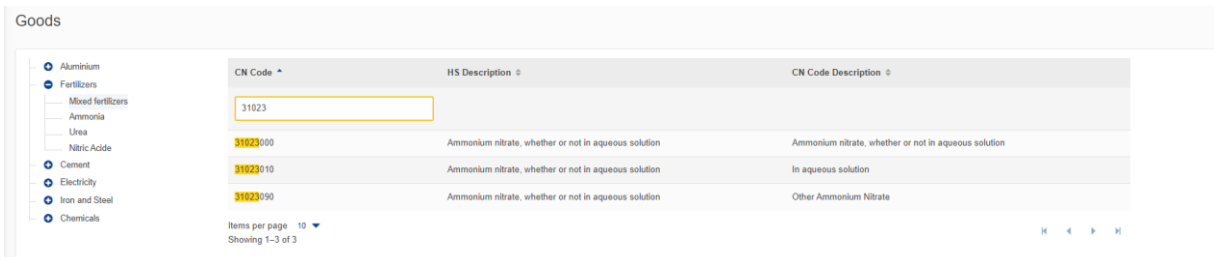 Goods
Aluminium
Fertilizers
Mixed fertilizers
Ammonia
Urea
Nitric Acide
Cement
Electricity
Iron and Steel
Chemicals
CN Code HS Description CN Code Description
31023
31023000 Ammonium nitrate, whether or not in aqueous solution Ammonium nitrate, whether or not in aqueous solution
31023010 Ammonium nitrate, whether or not in aqueous solution In aqueous solution
31023090 Ammonium nitrate, whether or not in aqueous solution Other Ammonium Nitrate
Items per page 10
Showing 1–3 of 3